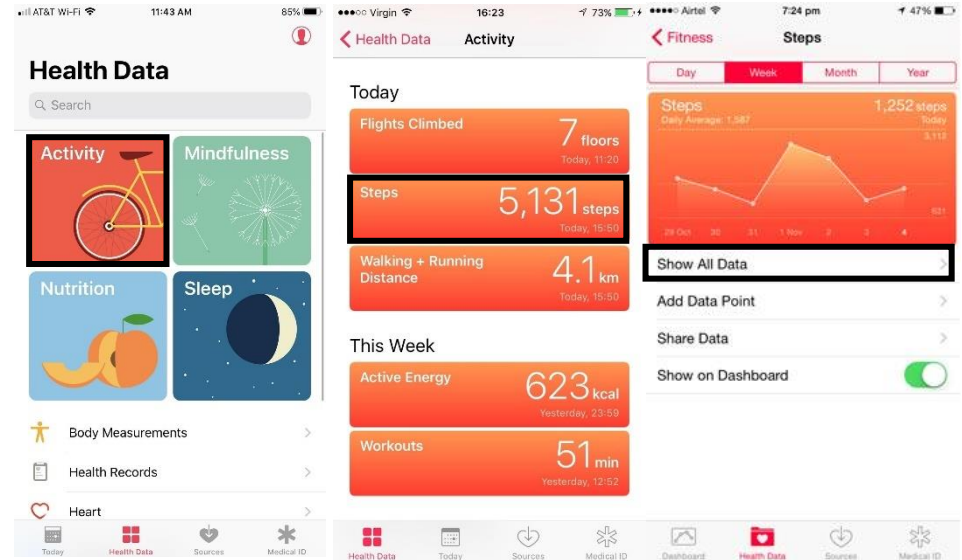 AT&T Wi-Fi 11:43 AM 85%
Health Data
Search
Activity Mindfulness
Nutrition Sleep
Body Measurements
Health Records
Heart
Today Health Data Sources Medical ID
Virgin 16:23 73%
Health Data Activity
Today
Flights Climbed
7 floors
Today, 11:20
Steps
5,131 steps
Today, 15:50
Walking + Running
Distance
4.1 km
Today, 15:50
This Week
Active Energy
623 kcal
Yesterday, 23:59
Workouts
51 min
Yesterday, 12:52
Health Data Today Sources Medical ID
Airtel 7:24 pm 47%
Fitness Steps
Day Week Month Year
Steps 1,252 steps
Daily Average: 1,587 Today
3,112
631
29 Oct 30 31 1 Nov 2 3 4
Show All Data
Add Data Point
Share Data
Show on Dashboard
Dashboard Health Data Sources Medical ID